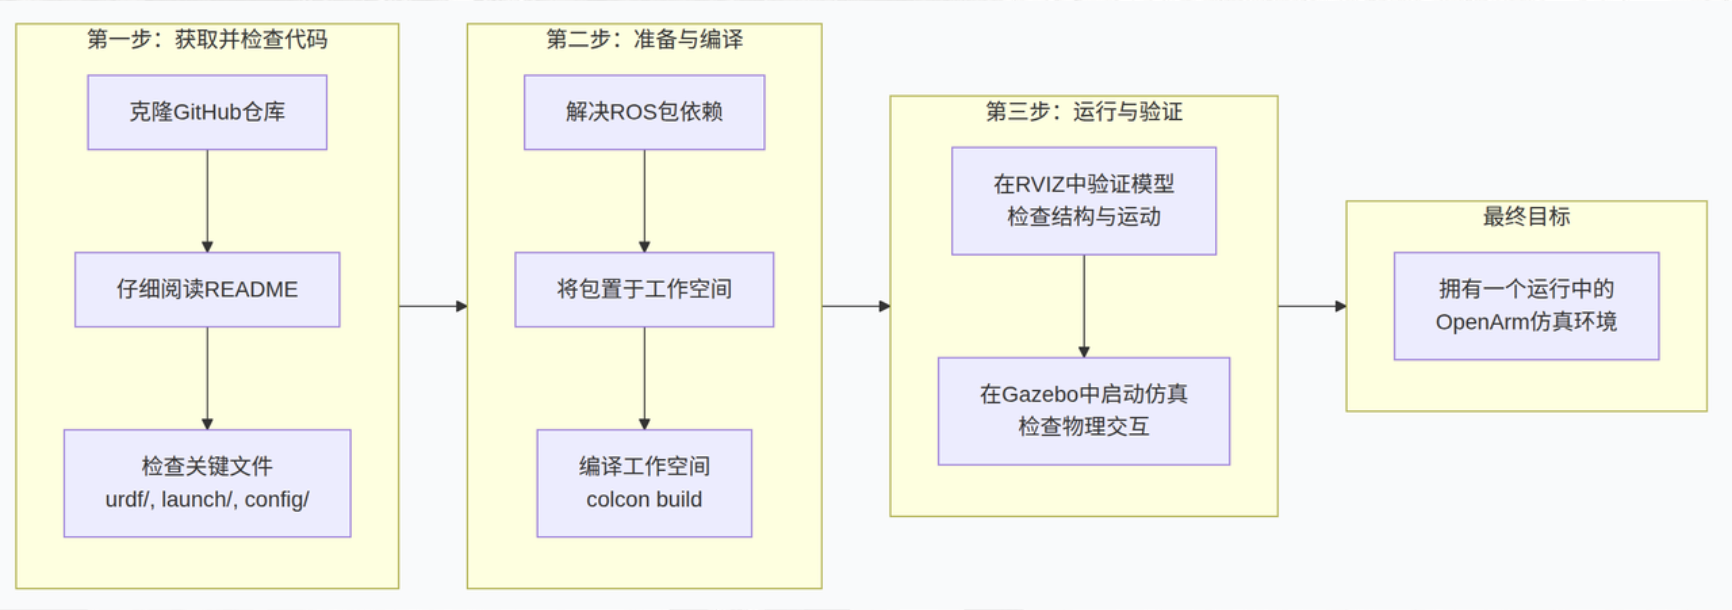 第一步：获取并检查代码
克隆GitHub仓库
仔细阅读README
检查关键文件
urdf/, launch/, config/
第二步：准备与编译
解决ROS包依赖
将包置于工作空间
编译工作空间
colcon build
第三步：运行与验证
在RVIZ中验证模型
检查结构与运动
在Gazebo中启动仿真
检查物理交互
最终目标
拥有一个运行中的
OpenArm仿真环境